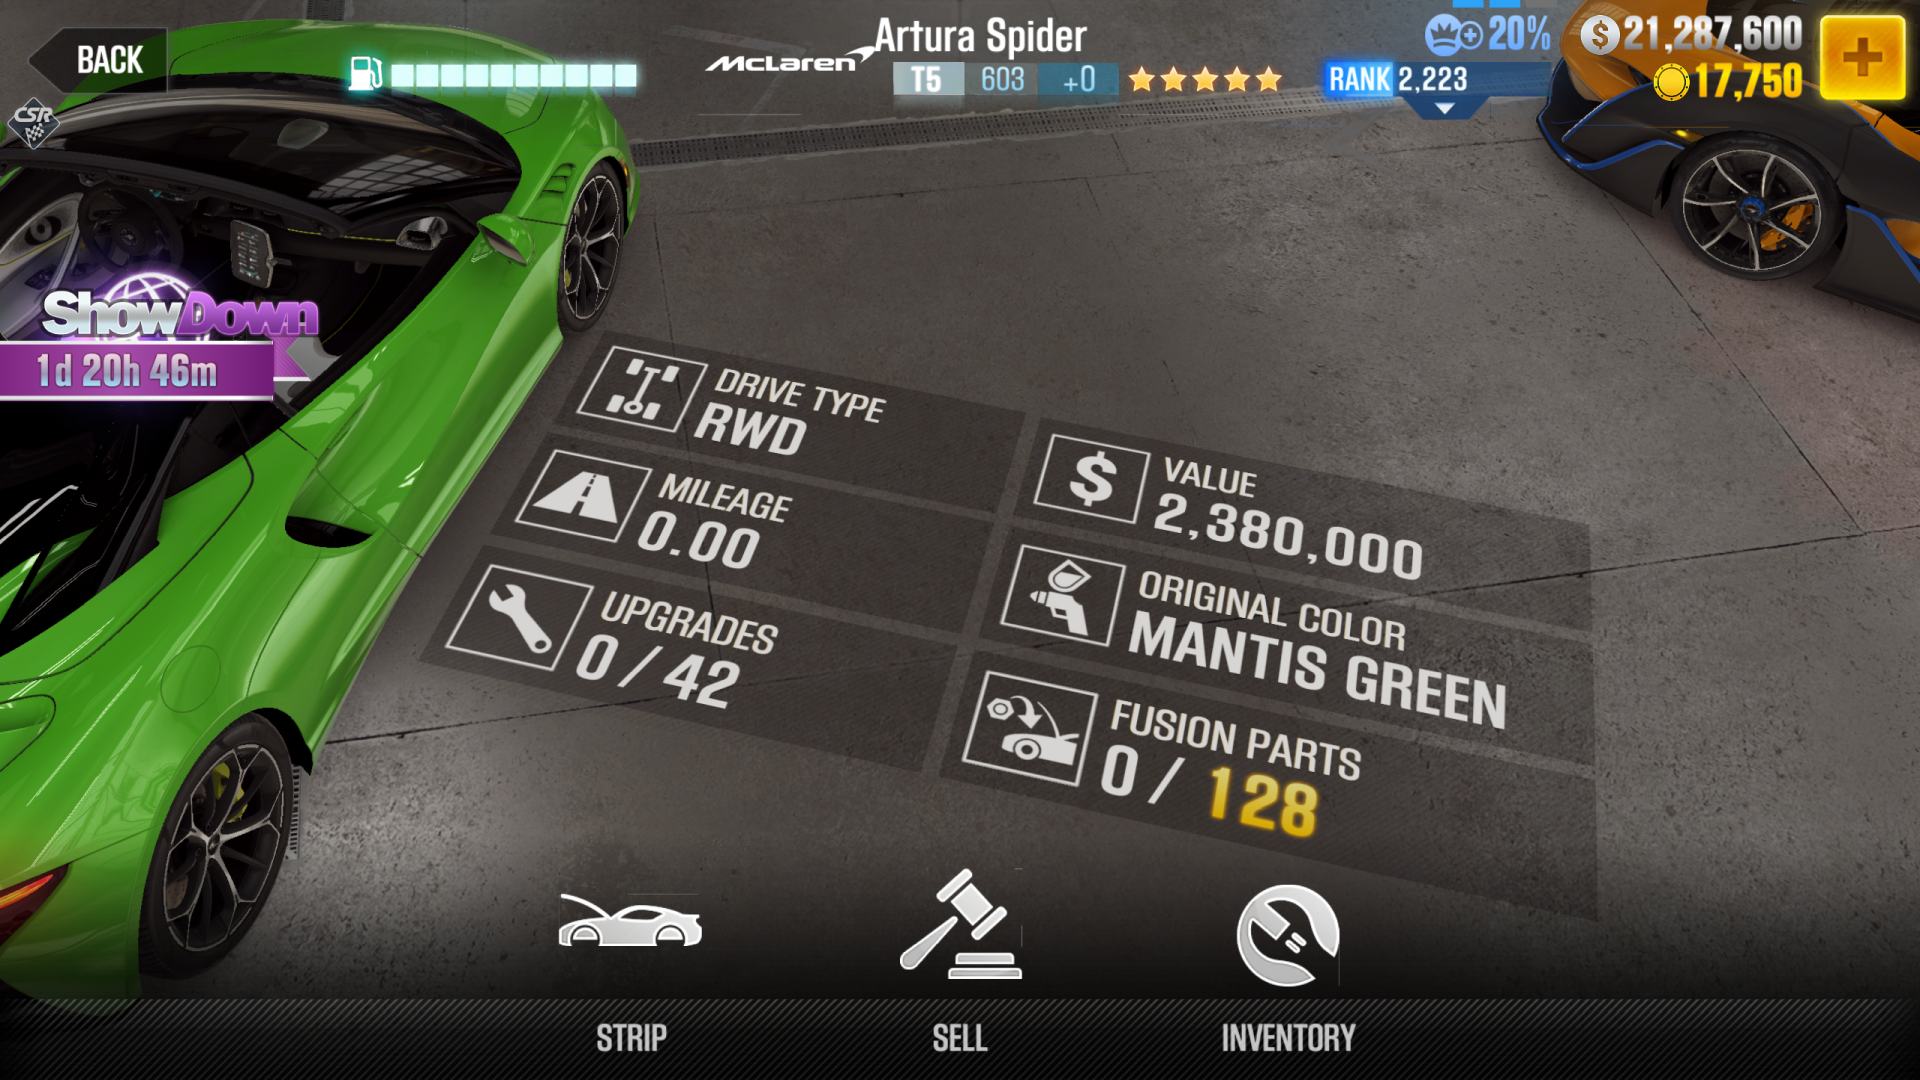 BACK
McLaren
Artura Spider
T5 603 +0
RANK 2,223
20%
21,287,600
17,750
CSR
ShowDown
1d 20h 46m
DRIVE TYPE
RWD
MILEAGE
0.00
UPGRADES
0 / 42
VALUE
2,380,000
ORIGINAL COLOR
MANTIS GREEN
FUSION PARTS
0 / 128
STRIP
SELL
INVENTORY